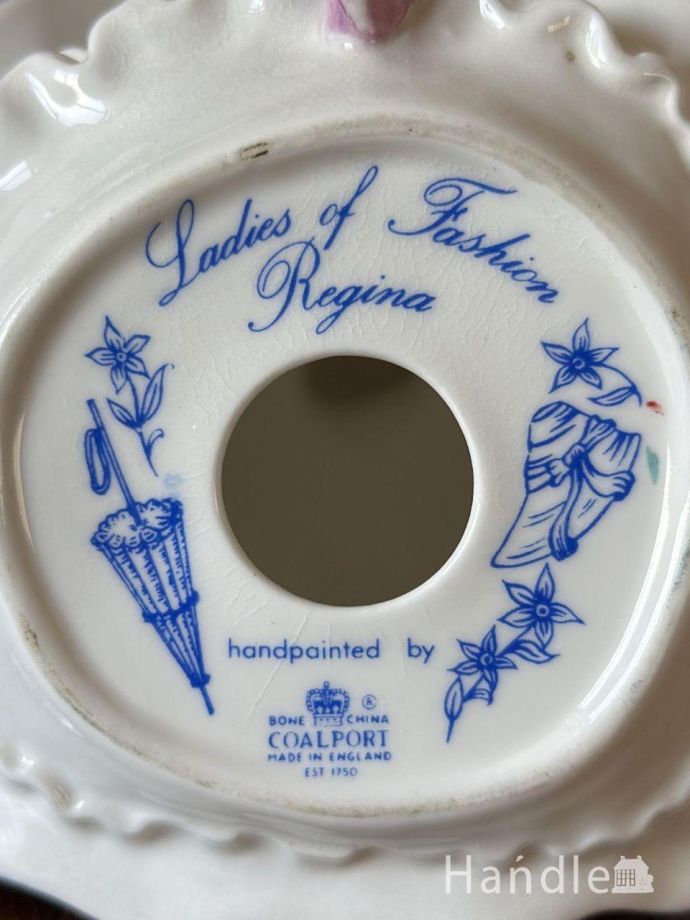 Ladies of Fashion
Regina
handpainted by
®
BONE CHINA
COALPORT
MADE IN ENGLAND
EST 1750
Handle